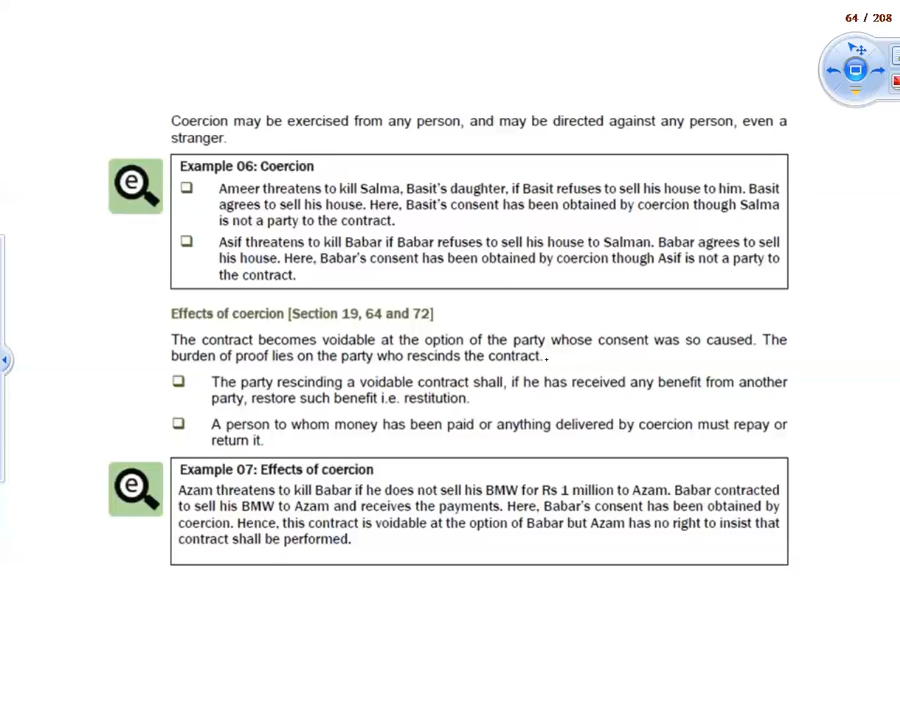 64 / 208
Coercion may be exercised from any person, and may be directed against any person, even a
stranger.
Example 06: Coercion
Ameer threatens to kill Salma, Basit's daughter, if Basit refuses to sell his house to him. Basit
agrees to sell his house. Here, Basit's consent has been obtained by coercion though Salma
is not a party to the contract.
Asif threatens to kill Babar if Babar refuses to sell his house to Salman. Babar agrees to sell
his house. Here, Babar's consent has been obtained by coercion though Asif is not a party to
the contract.
Effects of coercion [Section 19, 64 and 72]
The contract becomes voidable at the option of the party whose consent was so caused. The
burden of proof lies on the party who rescinds the contract.
The party rescinding a voidable contract shall, if he has received any benefit from another
party, restore such benefit i.e. restitution.
A person to whom money has been paid or anything delivered by coercion must repay or
return it.
Example 07: Effects of coercion
Azam threatens to kill Babar if he does not sell his BMW for Rs 1 million to Azam. Babar contracted
to sell his BMW to Azam and receives the payments. Here, Babar's consent has been obtained by
coercion. Hence, this contract is voidable at the option of Babar but Azam has no right to insist that
contract shall be performed.